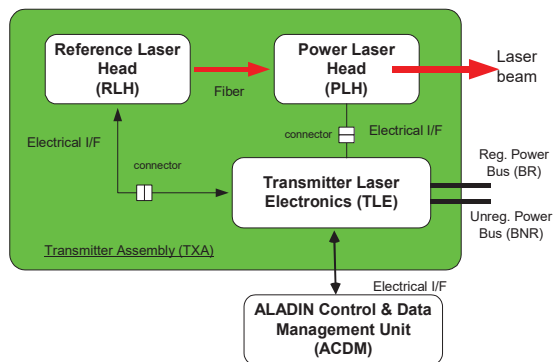 Reference Laser
Head
(RLH)
Power Laser
Head
(PLH)
Laser
beam
Fiber
Electrical I/F
connector
Electrical I/F
connector
Transmitter Laser
Electronics (TLE)
Reg. Power
Bus (BR)
Unreg. Power
Bus (BNR)
Transmitter Assembly (TXA)
Electrical I/F
ALADIN Control & Data
Management Unit
(ACDM)